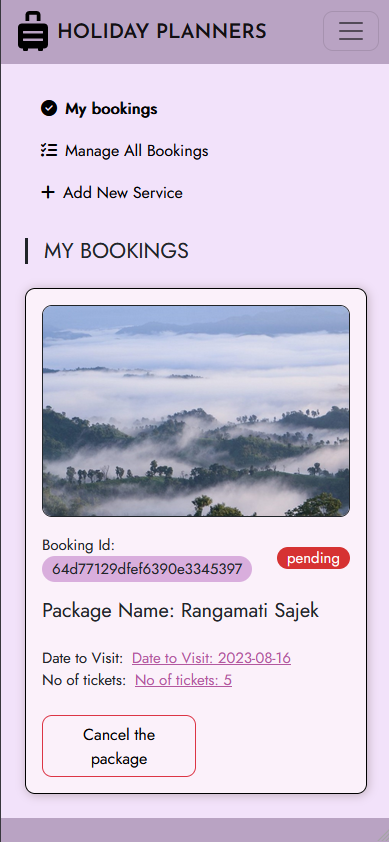 HOLIDAY PLANNERS
My bookings
Manage All Bookings
Add New Service
MY BOOKINGS
Booking Id:
64d77129dfef6390e3345397
pending
Package Name: Rangamati Sajek
Date to Visit: Date to Visit: 2023-08-16
No of tickets: No of tickets: 5
Cancel the
package